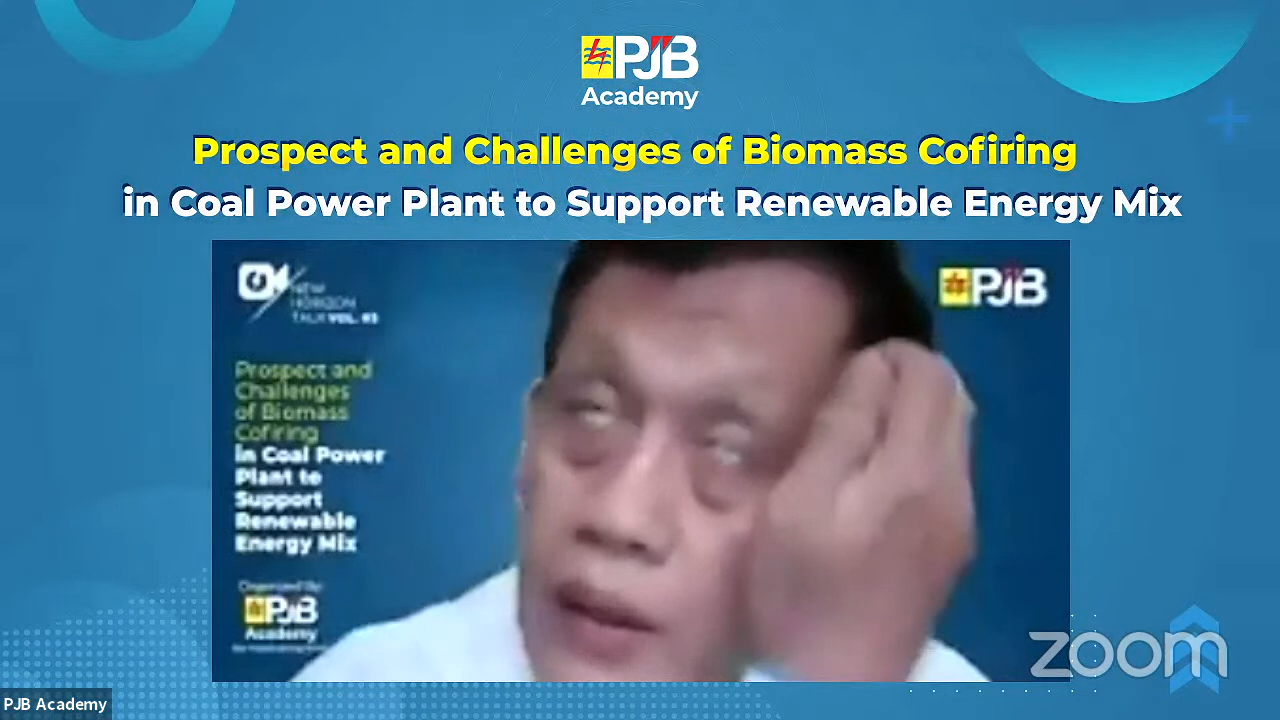 PJB
Academy
Prospect and Challenges of Biomass Cofiring
in Coal Power Plant to Support Renewable Energy Mix
NEW
HORIZON
TALK VOL. #3
PJB
Prospect and
Challenges
of Biomass
Cofiring
in Coal Power
Plant to
Support
Renewable
Energy Mix
Organized By:
PJB
Academy
zoom
PJB Academy